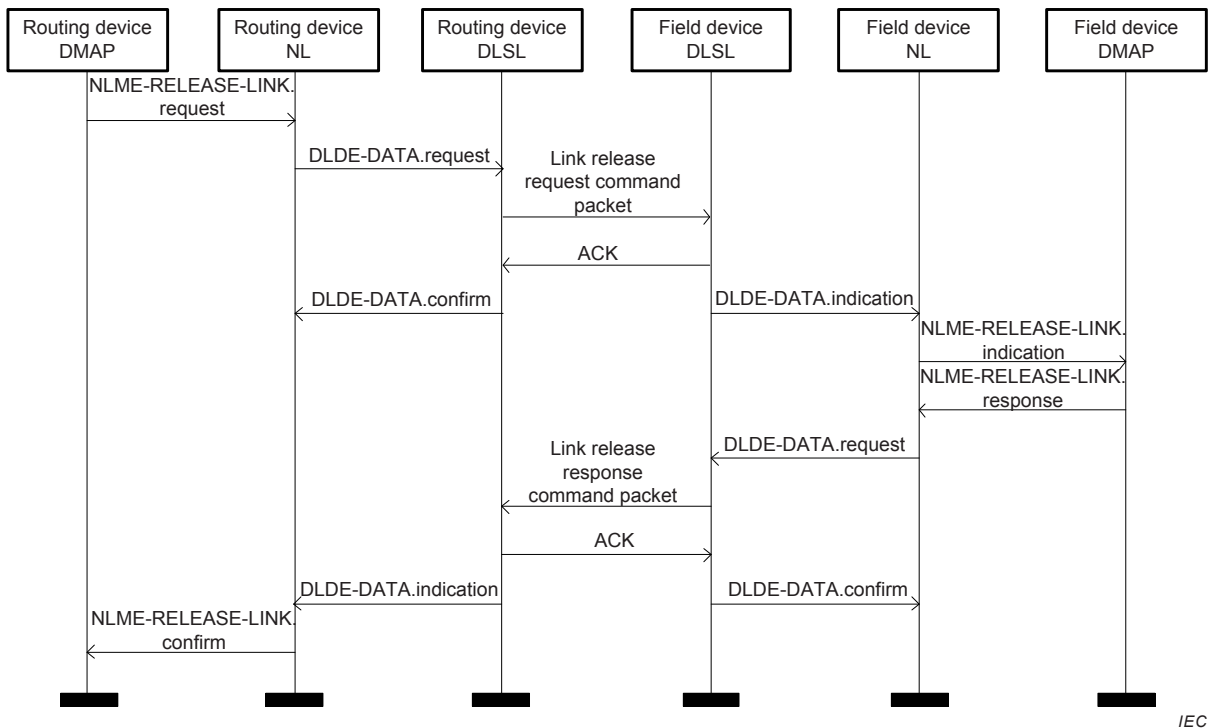 Routing device
DMAP
Routing device
NL
Routing device
DLSL
Field device
DLSL
Field device
NL
Field device
DMAP
NLME-RELEASE-LINK.
request
DLDE-DATA.request
Link release
request command
packet
ACK
DLDE-DATA.confirm
DLDE-DATA.indication
NLME-RELEASE-LINK.
indication
NLME-RELEASE-LINK.
response
DLDE-DATA.request
Link release
response
command packet
ACK
DLDE-DATA.indication
DLDE-DATA.confirm
NLME-RELEASE-LINK.
confirm
IEC